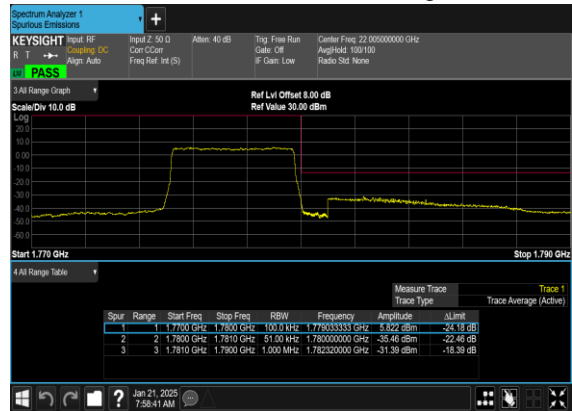 Spectrum Analyzer 1
Spurious Emissions
KEYSIGHT Input: RF Input Z: 50 Ω Atten: 40 dB Trig: Free Run Center Freq: 22.005000000 GHz
R T Coupling: DC Corr CCorr Gate: Off Avg|Hold: 100/100
Align: Auto Freq Ref: Int (S) IF Gain: Low Radio Std: None
PASS
3 All Range Graph Ref Lvl Offset 8.00 dB
Scale/Div 10.0 dB Ref Value 30.00 dBm
Log
20.0
10.0
0.00
-10.0
-20.0
-30.0
-40.0
-50.0
-60.0
Start 1.770 GHz Stop 1.790 GHz
4 All Range Table
Measure Trace Trace 1
Trace Type Trace Average (Active)
Spur Range Start Freq Stop Freq RBW Frequency Amplitude ΔLimit
1 1 1.7700 GHz 1.7800 GHz 100.0 kHz 1.779033333 GHz 5.822 dBm -24.18 dB
2 2 1.7800 GHz 1.7810 GHz 51.00 kHz 1.780000000 GHz -35.46 dBm -22.46 dB
3 3 1.7810 GHz 1.7900 GHz 1.000 MHz 1.782320000 GHz -31.39 dBm -18.39 dB
Jan 21, 2025
7:58:41 AM